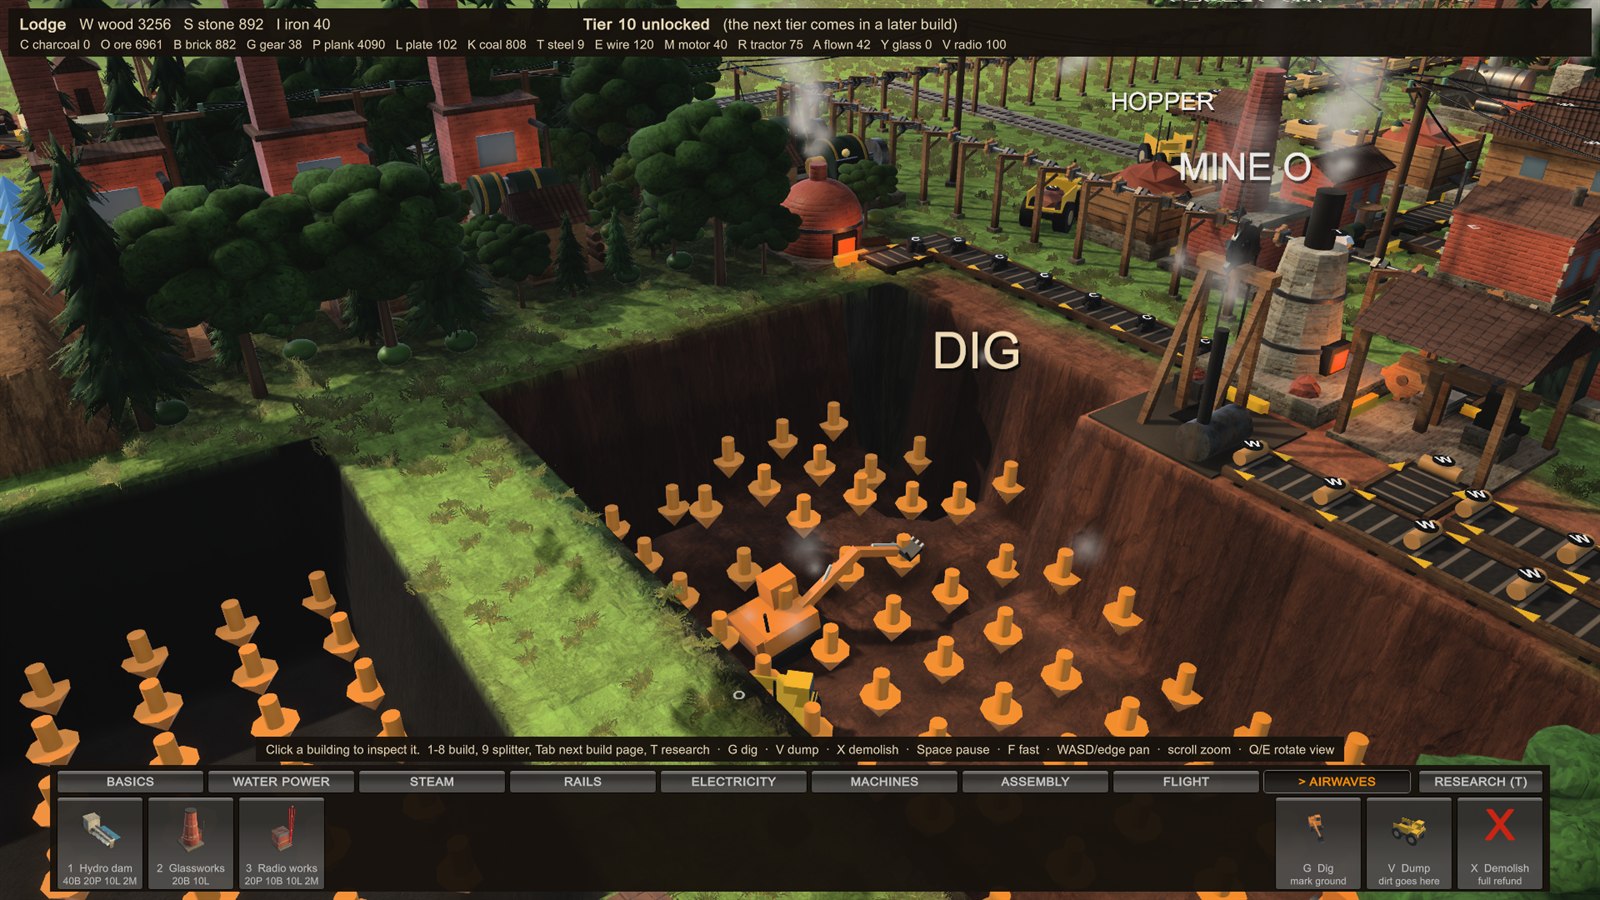 Lodge W wood 3256 S stone 892 I iron 40
Tier 10 unlocked (the next tier comes in a later build)
C charcoal 0 O ore 6961 B brick 882 G gear 38 P plank 4090 L plate 102 K coal 808 T steel 9 E wire 120 M motor 40 R tractor 75 A flown 42 Y glass 0 V radio 100
HOPPER
MINE O
DIG
C C C C C C C
W W W W W W W
Click a building to inspect it. 1-8 build, 9 splitter, Tab next build page, T research · G dig · V dump · X demolish · Space pause · F fast · WASD/edge pan · scroll zoom · Q/E rotate view
BASICS WATER POWER STEAM RAILS ELECTRICITY MACHINES ASSEMBLY FLIGHT > AIRWAVES RESEARCH (T)
1 Hydro dam
40B 20P 10L 2M
2 Glassworks
20B 10L
3 Radio works
20P 10B 10L 2M
G Dig
mark ground
V Dump
dirt goes here
X Demolish
full refund